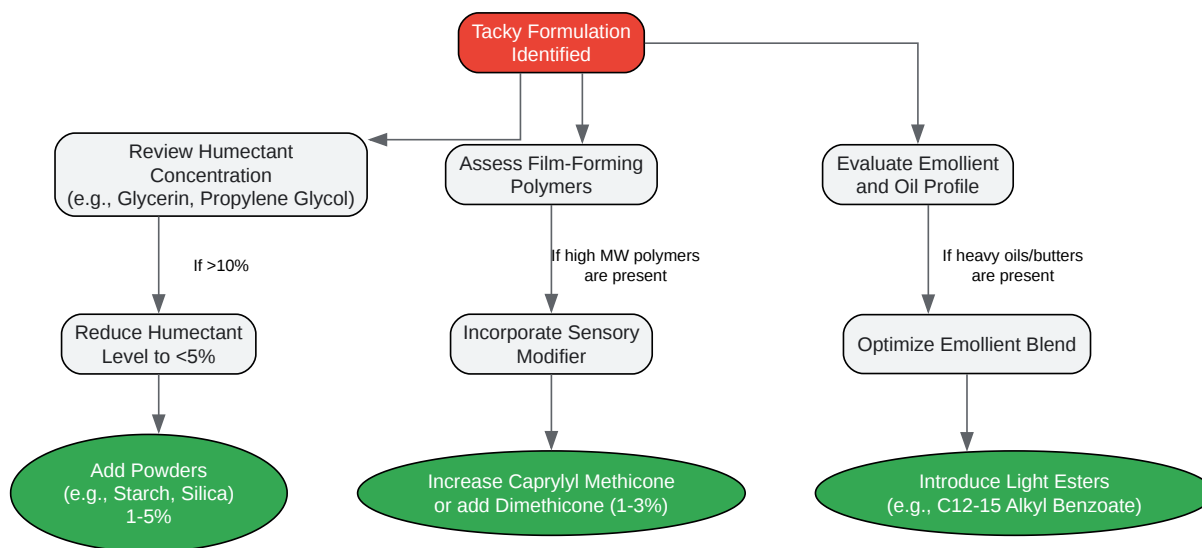 Tacky Formulation
Identified
Review Humectant
Concentration
(e.g., Glycerin, Propylene Glycol)
Assess Film-Forming
Polymers
Evaluate Emollient
and Oil Profile
If >10%
If high MW polymers
are present
If heavy oils/butters
are present
Reduce Humectant
Level to <5%
Incorporate Sensory
Modifier
Optimize Emollient Blend
Add Powders
(e.g., Starch, Silica)
1-5%
Increase Caprylyl Methicone
or add Dimethicone (1-3%)
Introduce Light Esters
(e.g., C12-15 Alkyl Benzoate)